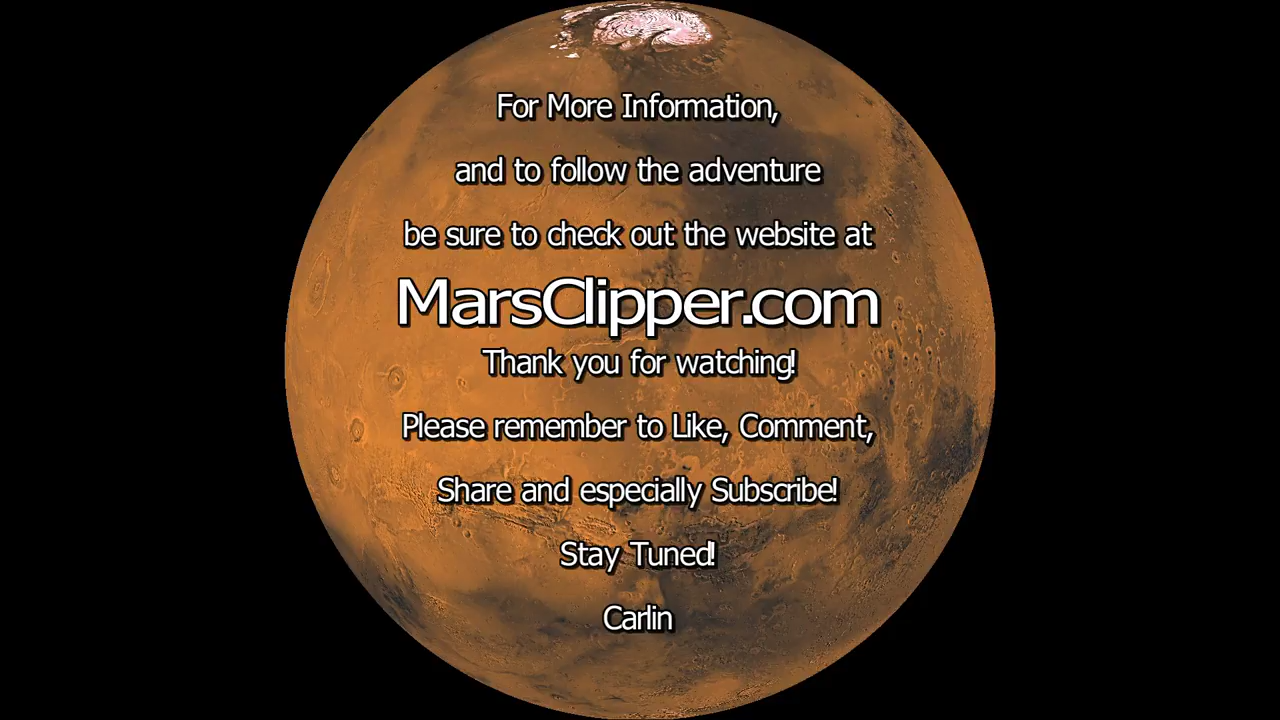 For More Information,
and to follow the adventure
be sure to check out the website at
MarsClipper.com
Thank you for watching!
Please remember to Like, Comment,
Share and especially Subscribe!
Stay Tuned!
Carlin